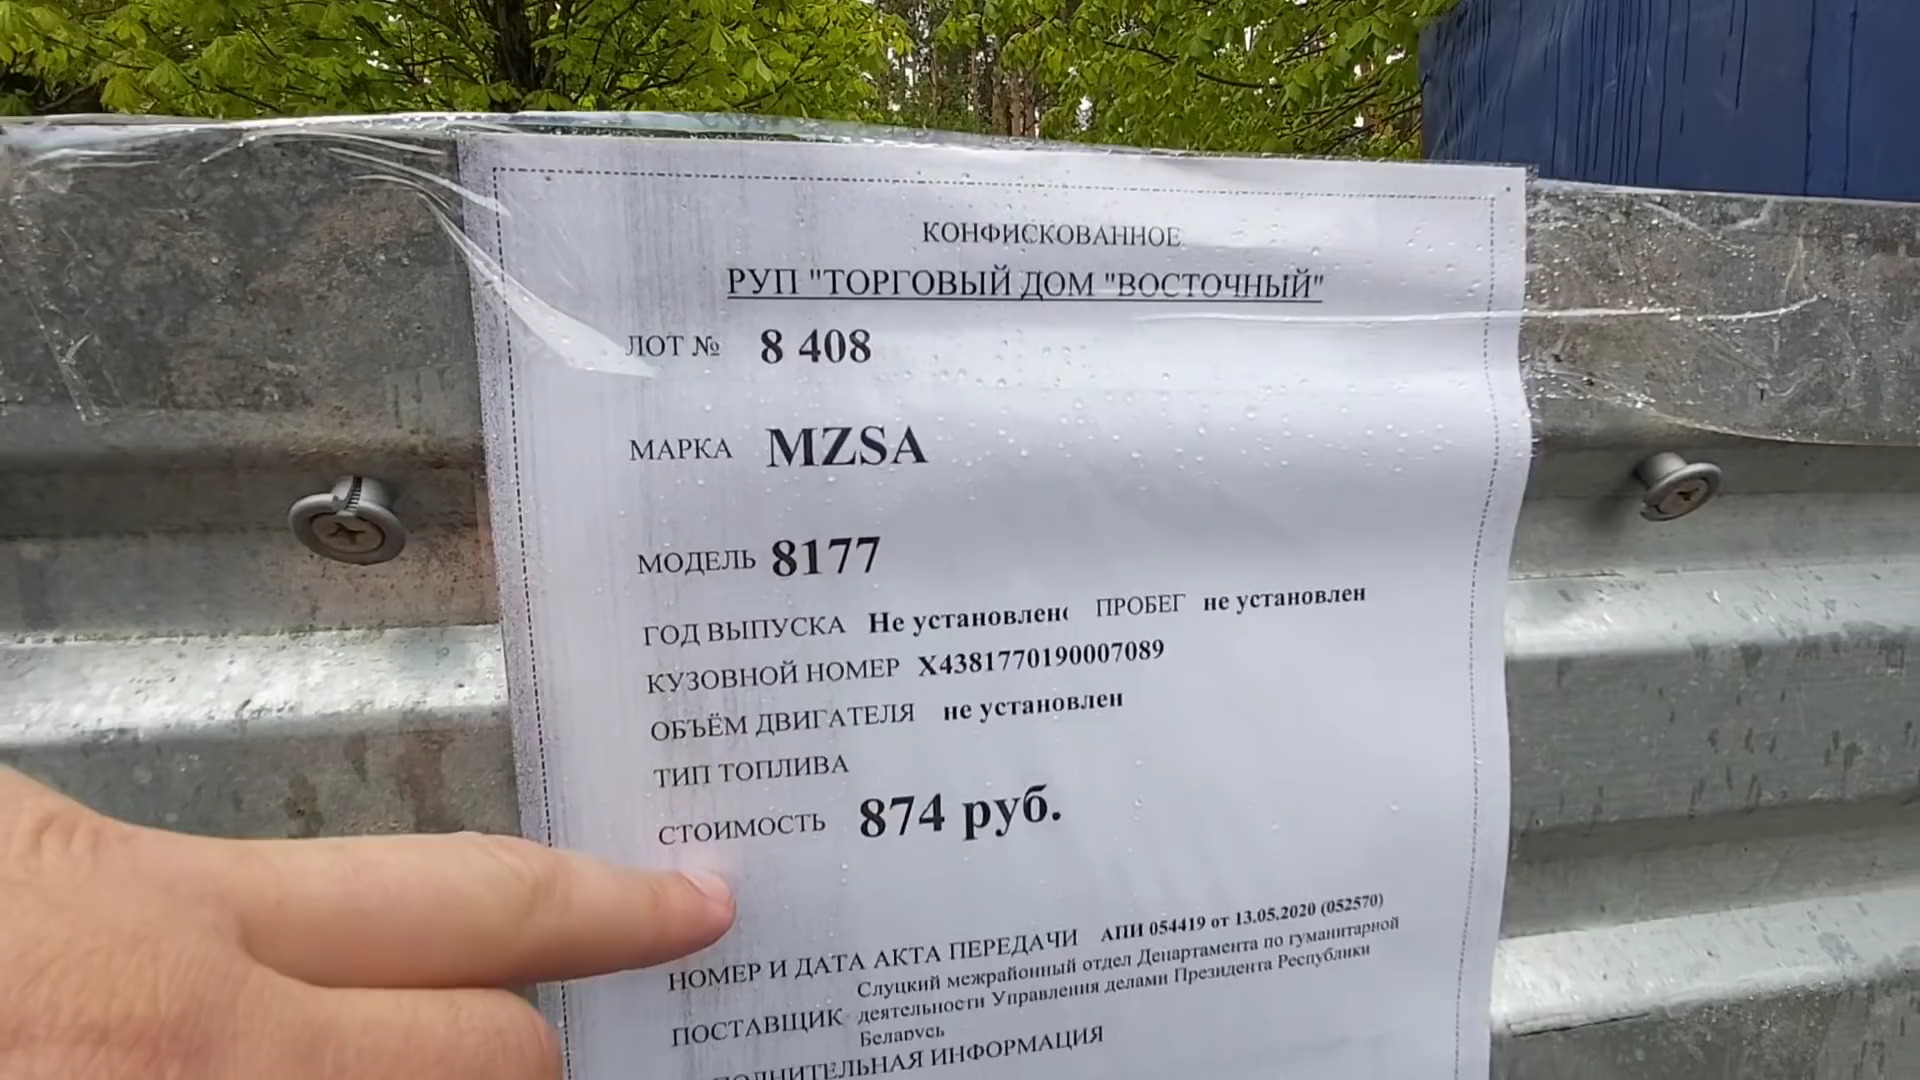 КОНФИСКОВАННОЕ
РУП "ТОРГОВЫЙ ДОМ "ВОСТОЧНЫЙ"
ЛОТ № 8 408
МАРКА MZSA
МОДЕЛЬ 8177
ГОД ВЫПУСКА Не установлен ПРОБЕГ не установлен
КУЗОВНОЙ НОМЕР X4381770190007089
ОБЪЁМ ДВИГАТЕЛЯ не установлен
ТИП ТОПЛИВА
СТОИМОСТЬ 874 руб.
НОМЕР И ДАТА АКТА ПЕРЕДАЧИ АПИ 054419 от 13.05.2020 (052570)
Слуцкий межрайонный отдел Департамента по гуманитарной
ПОСТАВЩИК деятельности Управления делами Президента Республики
Беларусь
ИНФОРМАЦИЯ